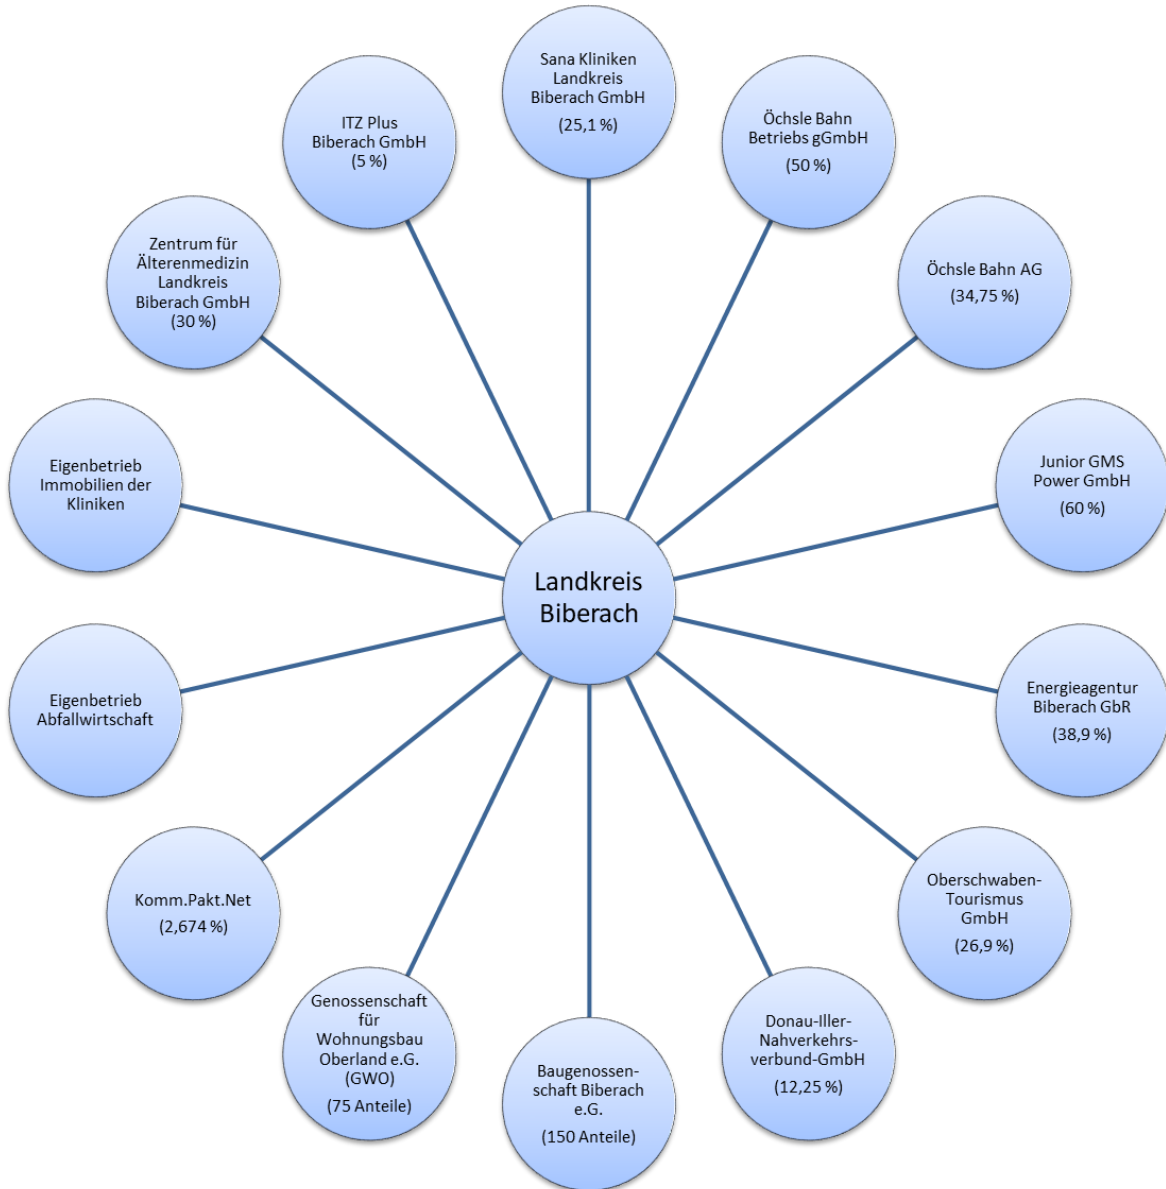 Sana Kliniken
Landkreis
Biberach GmbH
(25,1 %)
Öchsle Bahn
Betriebs gGmbH
(50 %)
Öchsle Bahn AG
(34,75 %)
Junior GMS
Power GmbH
(60 %)
Energieagentur
Biberach GbR
(38,9 %)
Oberschwaben-
Tourismus
GmbH
(26,9 %)
Donau-Iller-
Nahverkehrs-
verbund-GmbH
(12,25 %)
Baugenossen-
schaft Biberach
e.G.
(150 Anteile)
Genossenschaft
für
Wohnungsbau
Oberland e.G.
(GWO)
(75 Anteile)
Komm.Pakt.Net
(2,674 %)
Eigenbetrieb
Abfallwirtschaft
Eigenbetrieb
Immobilien der
Kliniken
Zentrum für
Älterenmedizin
Landkreis
Biberach GmbH
(30 %)
ITZ Plus
Biberach GmbH
(5 %)
Landkreis
Biberach